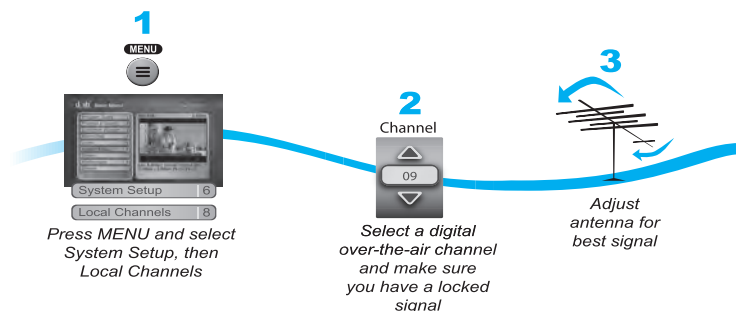 1
MENU
System Setup 6
Local Channels 8
Press MENU and select
System Setup, then
Local Channels
2
Channel
09
Select a digital
over-the-air channel
and make sure
you have a locked
signal
3
Adjust
antenna for
best signal